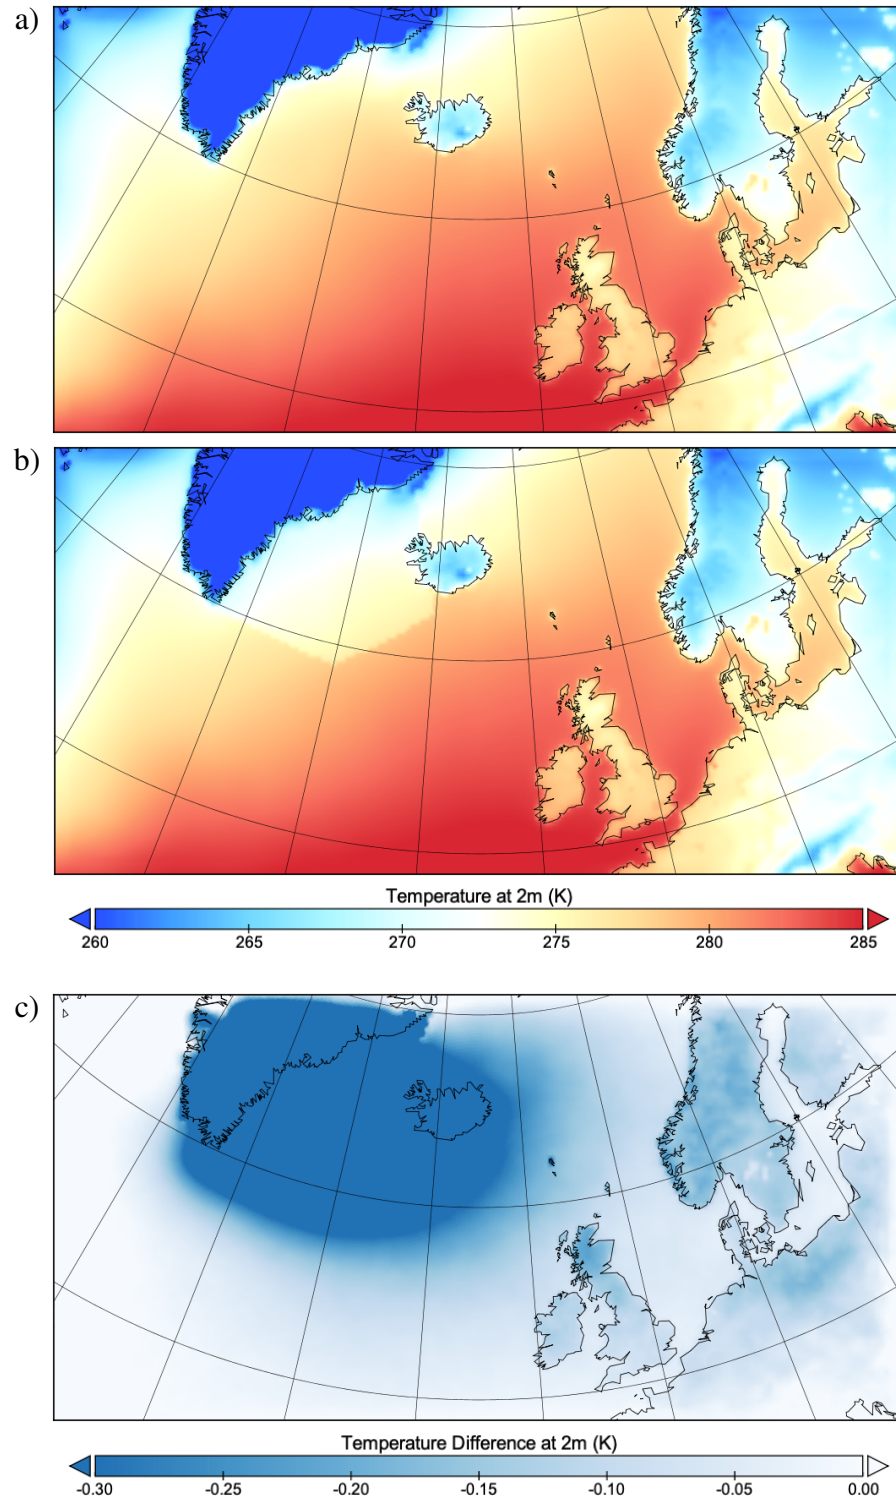 a)
b)
Temperature at 2m (K)
260 265 270 275 280 285
c)
Temperature Difference at 2m (K)
-0.30 -0.25 -0.20 -0.15 -0.10 -0.05 0.00